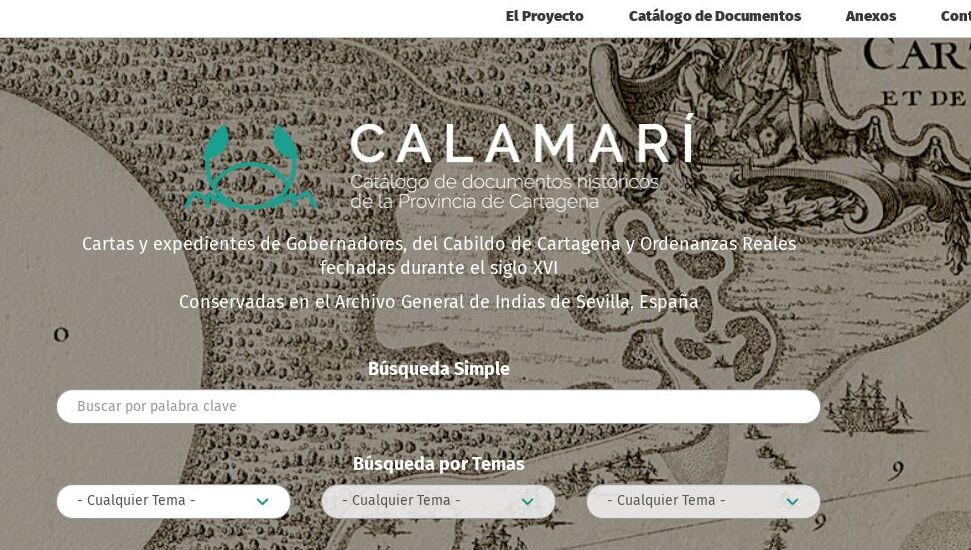 El Proyecto Catálogo de Documentos Anexos
CALAMARÍ
Catálogo de documentos históricos
de la Provincia de Cartagena
Cartas y expedientes de Gobernadores, del Cabildo de Cartagena y Ordenanzas Reales
fechadas durante el siglo XVI
Conservadas en el Archivo General de Indias de Sevilla, España
o
Búsqueda Simple
Buscar por palabra clave
Búsqueda por Temas
9
- Cualquier Tema - - Cualquier Tema - - Cualquier Tema -
9
ET DE